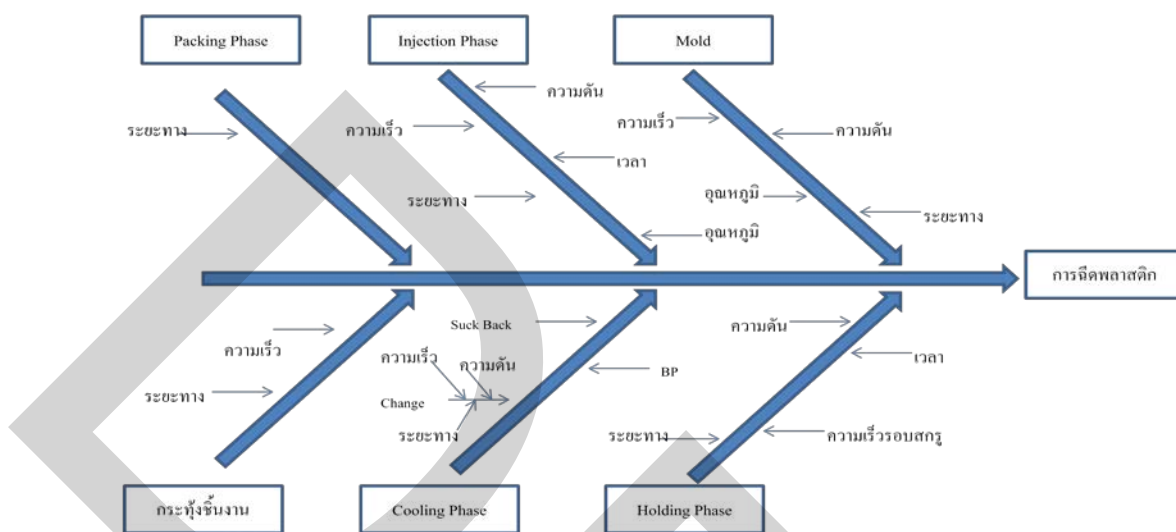 Packing Phase
Injection Phase
Mold
ความดัน
ระยะทาง
ความเร็ว
ความเร็ว
ความดัน
เวลา
ระยะทาง
อุณหภูมิ
ระยะทาง
อุณหภูมิ
การฉีดพลาสติก
Suck Back
ความดัน
ความเร็ว
ความเร็ว
ความดัน
เวลา
BP
ระยะทาง
Change
ระยะทาง
ระยะทาง
ความเร็วรอบสกรู
กระทุ้งชิ้นงาน
Cooling Phase
Holding Phase